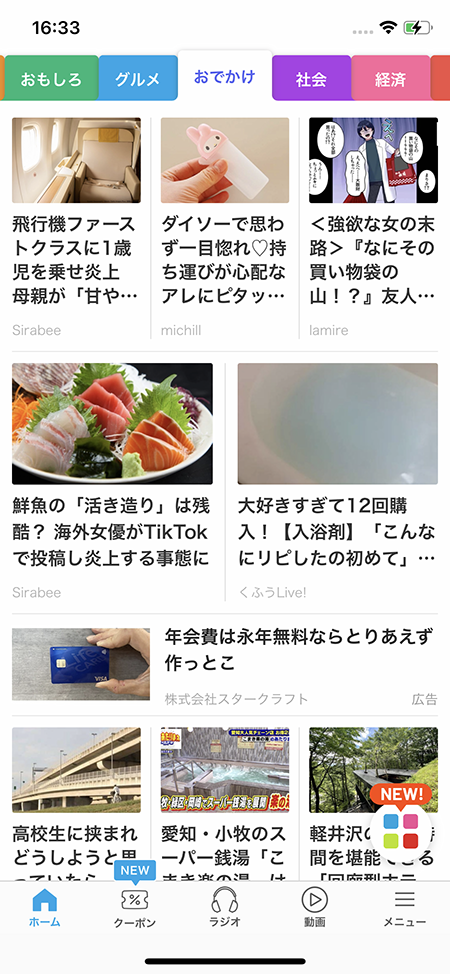 16:33
おもしろ
グルメ
おでかけ
社会
経済
飛行機ファース
トクラスに1歳
児を乗せ炎上
母親が「甘や…
Sirabee
ダイソーで思わ
ず一目惚れ♡持
ち運びが心配な
アレにピタッ…
michill
＜強欲な女の末
路＞『なにその
買い物袋の
山！？』友人…
lamire
鮮魚の「活き造り」は残
酷？ 海外女優がTikTok
で投稿し炎上する事態に
Sirabee
大好きすぎて12回購
入！【入浴剤】「こんな
にリピしたの初めて」…
くふうLive!
VISA
年会費は永年無料ならとりあえず
作っとこ
株式会社スタークラフト
広告
高校生に挟まれ
どうしようと思
っていたら
愛知・小牧のス
ーパー銭湯「こ
まき楽の湯」は
軽井沢の
間を堪能できる
「回廊型ホテ
NEW!
NEW
ホーム
クーポン
ラジオ
動画
メニュー